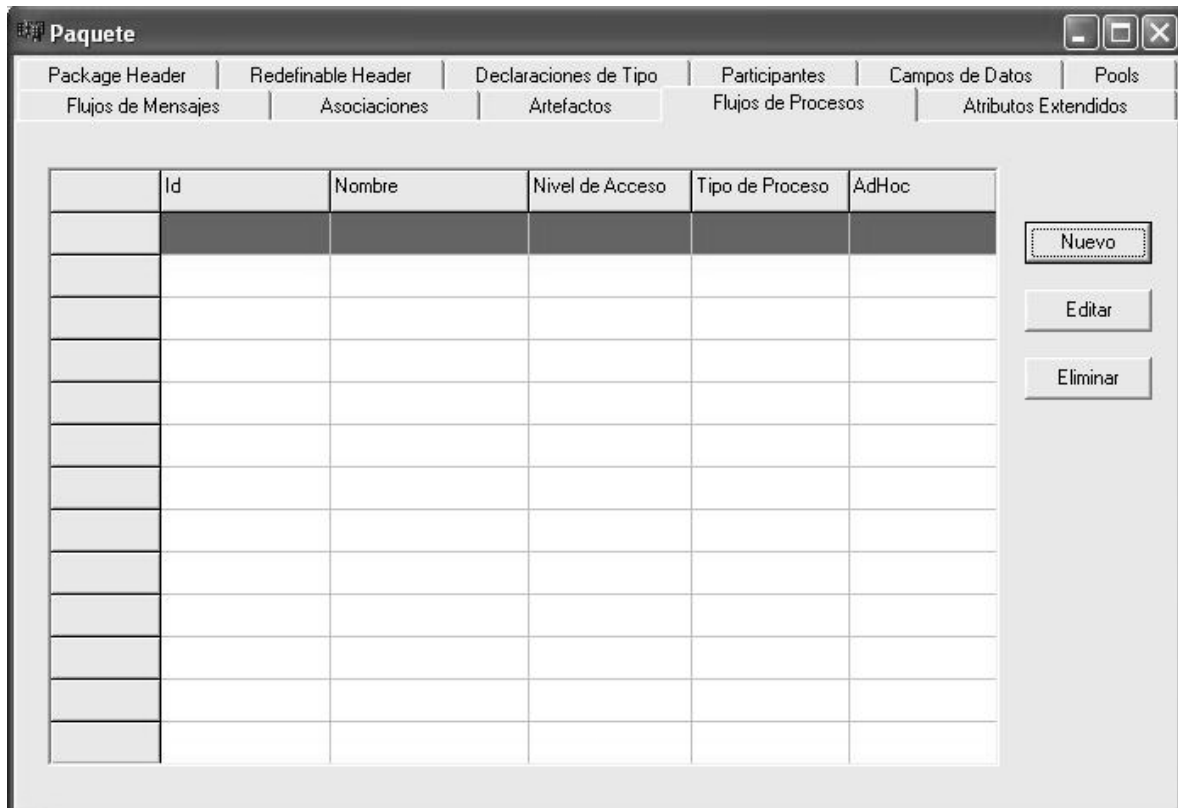 Paquete
Package Header Redefinable Header Declaraciones de Tipo Participantes Campos de Datos Pools
Flujos de Mensajes Asociaciones Artefactos Flujos de Procesos Atributos Extendidos
Id Nombre Nivel de Acceso Tipo de Proceso AdHoc
Nuevo
Editar
Eliminar